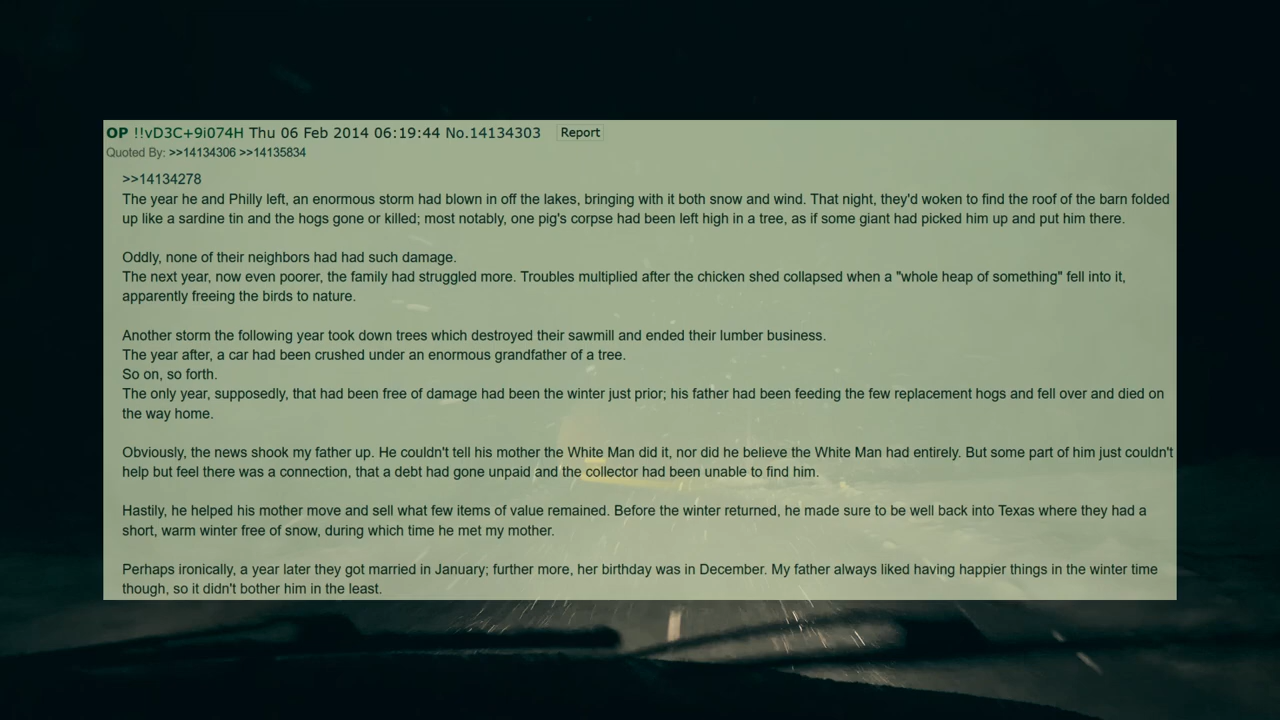 OP !!vD3C+9i074H Thu 06 Feb 2014 06:19:44 No.14134303 Report
Quoted By: >>14134306 >>14135834
>>14134278
The year he and Philly left, an enormous storm had blown in off the lakes, bringing with it both snow and wind. That night, they'd woken to find the roof of the barn folded
up like a sardine tin and the hogs gone or killed; most notably, one pig's corpse had been left high in a tree, as if some giant had picked him up and put him there.
Oddly, none of their neighbors had had such damage.
The next year, now even poorer, the family had struggled more. Troubles multiplied after the chicken shed collapsed when a "whole heap of something" fell into it,
apparently freeing the birds to nature.
Another storm the following year took down trees which destroyed their sawmill and ended their lumber business.
The year after, a car had been crushed under an enormous grandfather of a tree.
So on, so forth.
The only year, supposedly, that had been free of damage had been the winter just prior; his father had been feeding the few replacement hogs and fell over and died on
the way home.
Obviously, the news shook my father up. He couldn't tell his mother the White Man did it, nor did he believe the White Man had entirely. But some part of him just couldn't
help but feel there was a connection, that a debt had gone unpaid and the collector had been unable to find him.
Hastily, he helped his mother move and sell what few items of value remained. Before the winter returned, he made sure to be well back into Texas where they had a
short, warm winter free of snow, during which time he met my mother.
Perhaps ironically, a year later they got married in January; further more, her birthday was in December. My father always liked having happier things in the winter time
though, so it didn't bother him in the least.